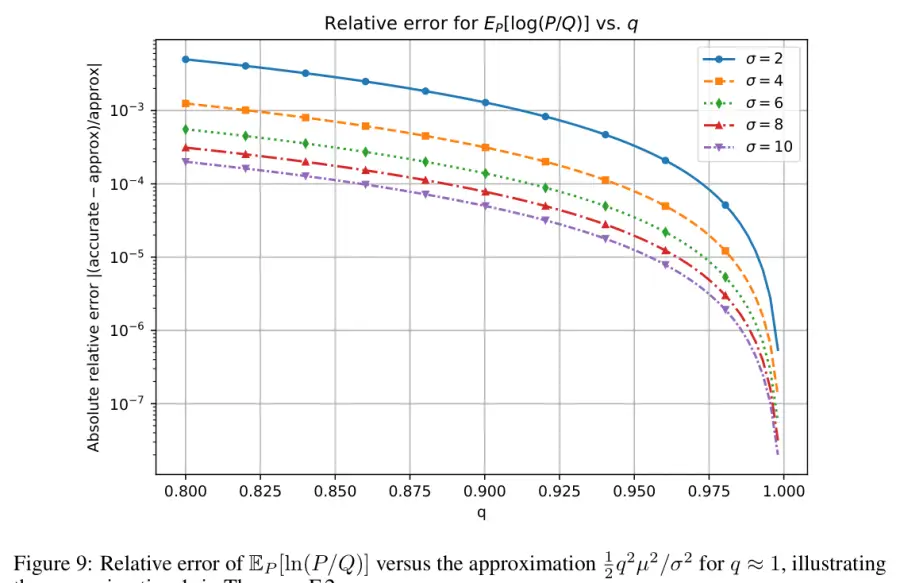 Relative error for E_P[log(P/Q)] vs. q
Absolute relative error |(accurate − approx)/approx|
10⁻³
10⁻⁴
10⁻⁵
10⁻⁶
10⁻⁷
σ = 2
σ = 4
σ = 6
σ = 8
σ = 10
0.800 0.825 0.850 0.875 0.900 0.925 0.950 0.975 1.000
q
Figure 9: Relative error of 𝔼_P[ln(P/Q)] versus the approximation ½q²μ²/σ² for q ≈ 1, illustrating